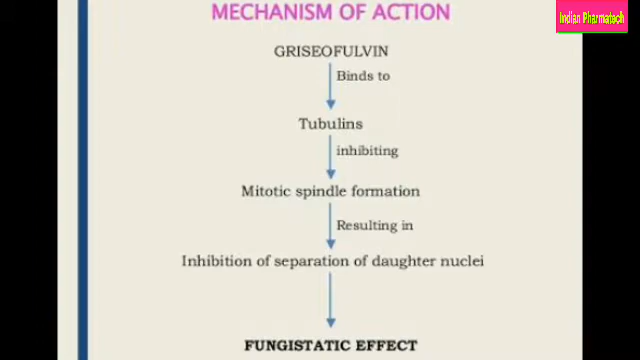 MECHANISM OF ACTION
Indian Pharmatech
GRISEOFULVIN
Binds to
Tubulins
inhibiting
Mitotic spindle formation
Resulting in
Inhibition of separation of daughter nuclei
FUNGISTATIC EFFECT